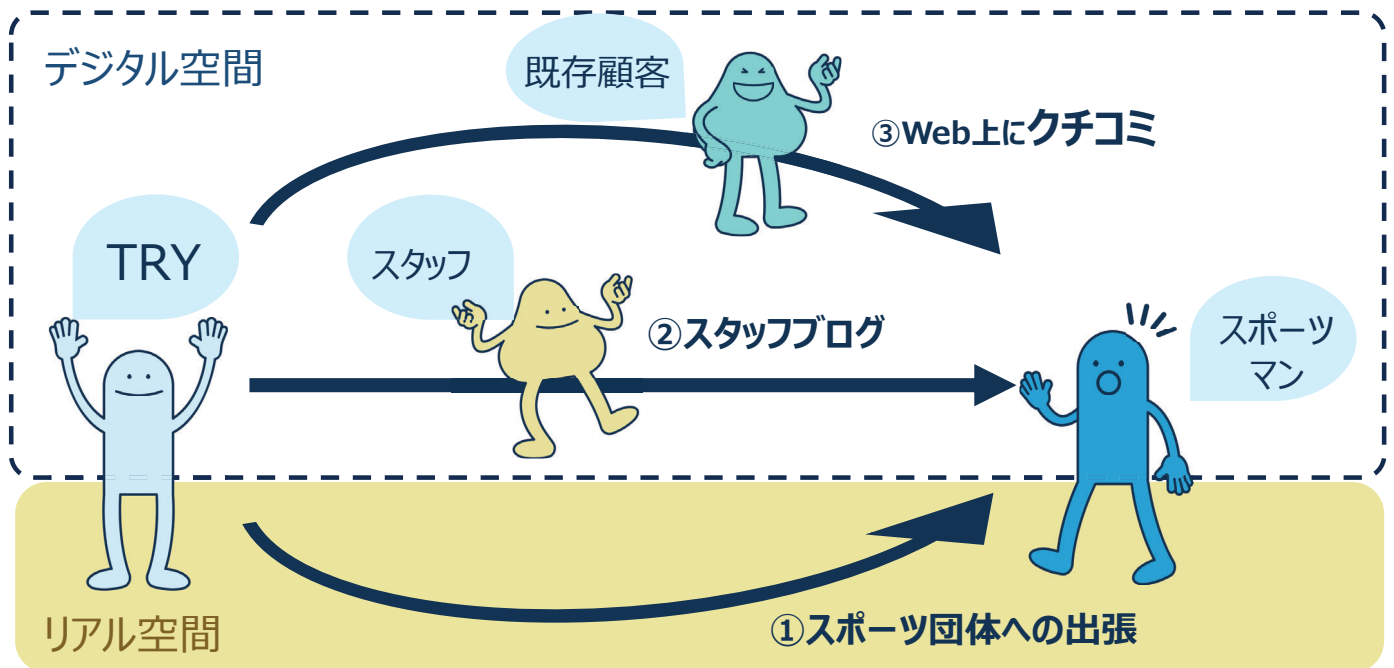 デジタル空間
既存顧客
③Web上にクチコミ
TRY
スタッフ
②スタッフブログ
スポーツ
マン
リアル空間
①スポーツ団体への出張